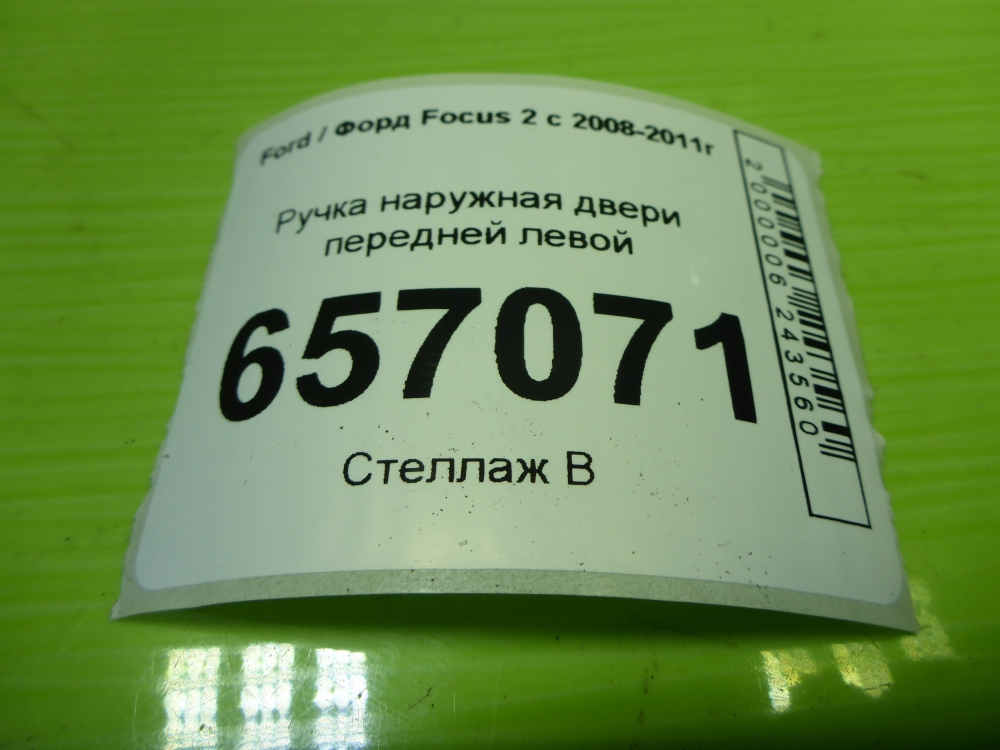 Ford / Форд Focus 2 с 2008-2011г
Ручка наружная двери
передней левой
657071
Стеллаж В
2000006243560